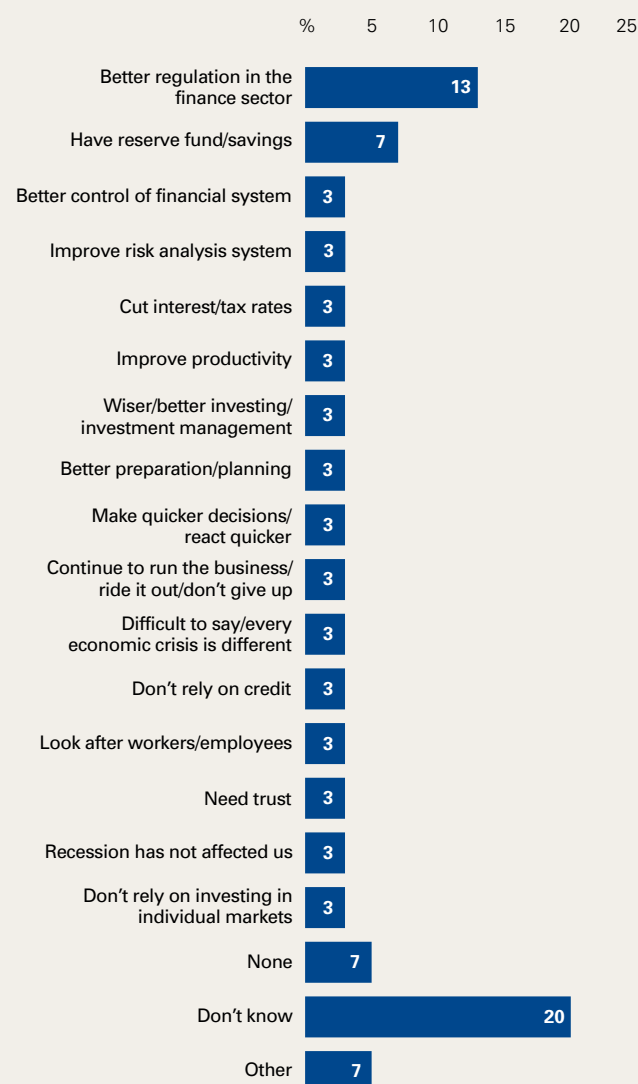 % 5 10 15 20 25
Better regulation in the
finance sector
13
Have reserve fund/savings 7
Better control of financial system 3
Improve risk analysis system 3
Cut interest/tax rates 3
Improve productivity 3
Wiser/better investing/
investment management
3
Better preparation/planning 3
Make quicker decisions/
react quicker
3
Continue to run the business/
ride it out/don't give up
3
Difficult to say/every
economic crisis is different
3
Don't rely on credit 3
Look after workers/employees 3
Need trust 3
Recession has not affected us 3
Don't rely on investing in
individual markets
3
None 7
Don't know 20
Other 7